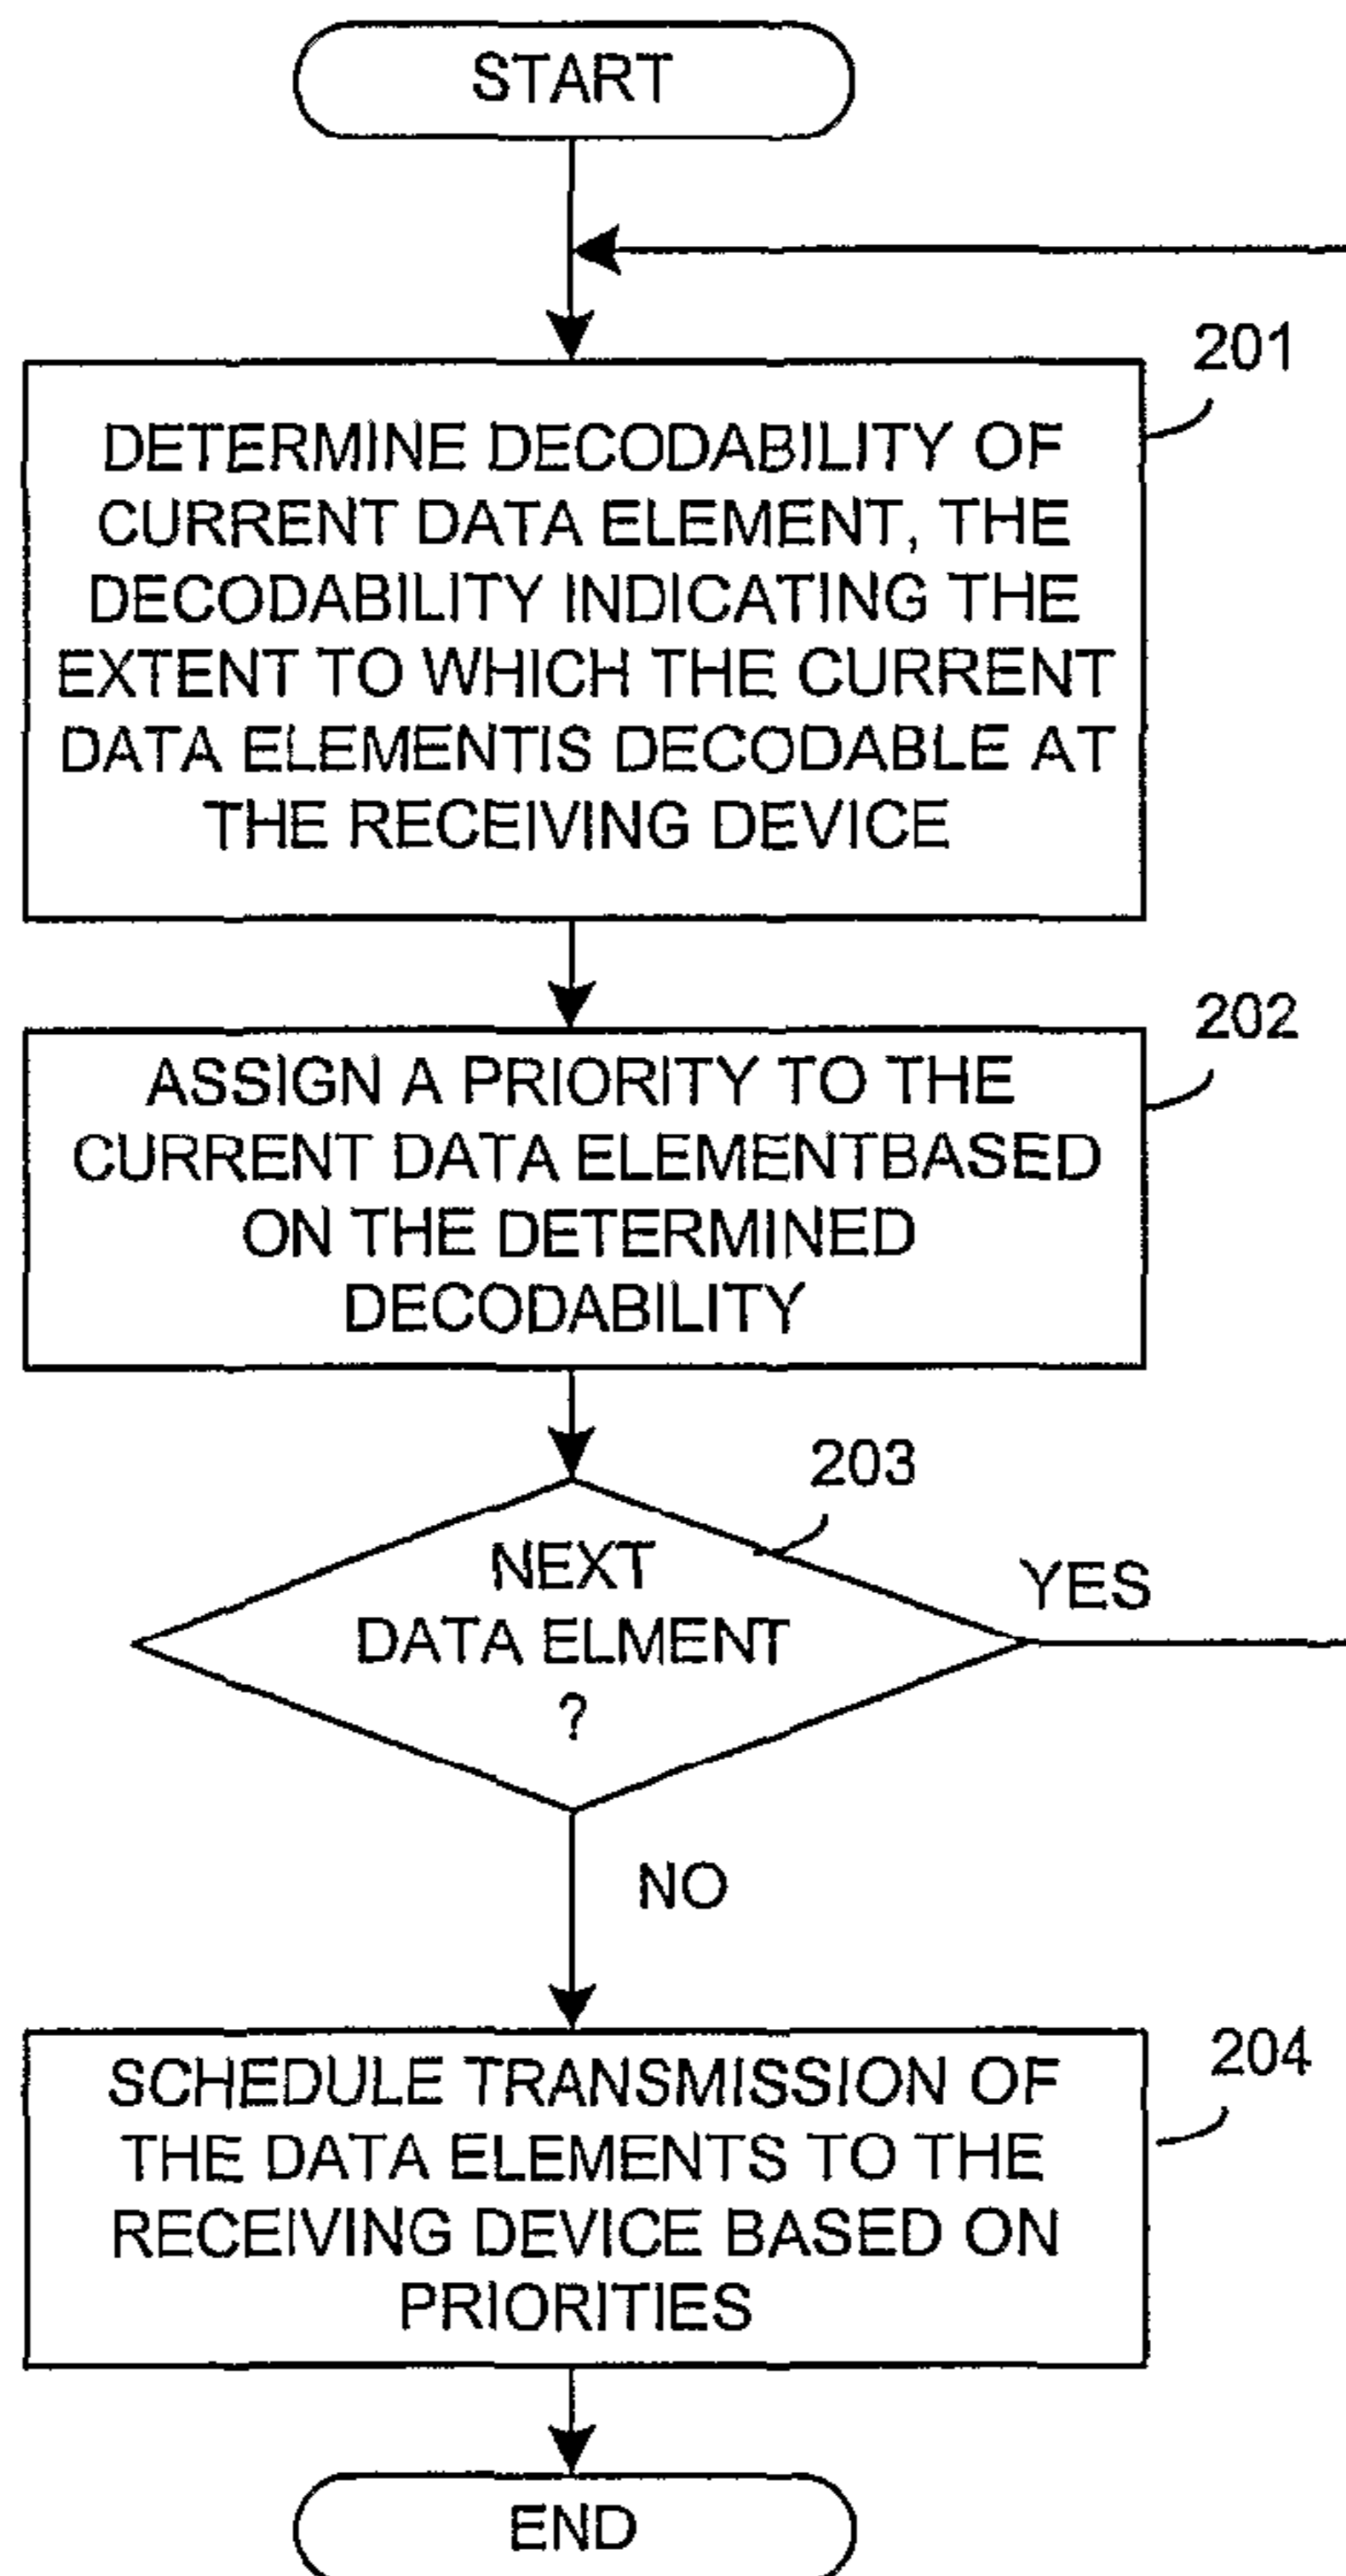 START
201
DETERMINE DECODABILITY OF
CURRENT DATA ELEMENT, THE
DECODABILITY INDICATING THE
EXTENT TO WHICH THE CURRENT
DATA ELEMENTIS DECODABLE AT
THE RECEIVING DEVICE
202
ASSIGN A PRIORITY TO THE
CURRENT DATA ELEMENTBASED
ON THE DETERMINED
DECODABILITY
203
NEXT
DATA ELMENT
?
YES
NO
204
SCHEDULE TRANSMISSION OF
THE DATA ELEMENTS TO THE
RECEIVING DEVICE BASED ON
PRIORITIES
END